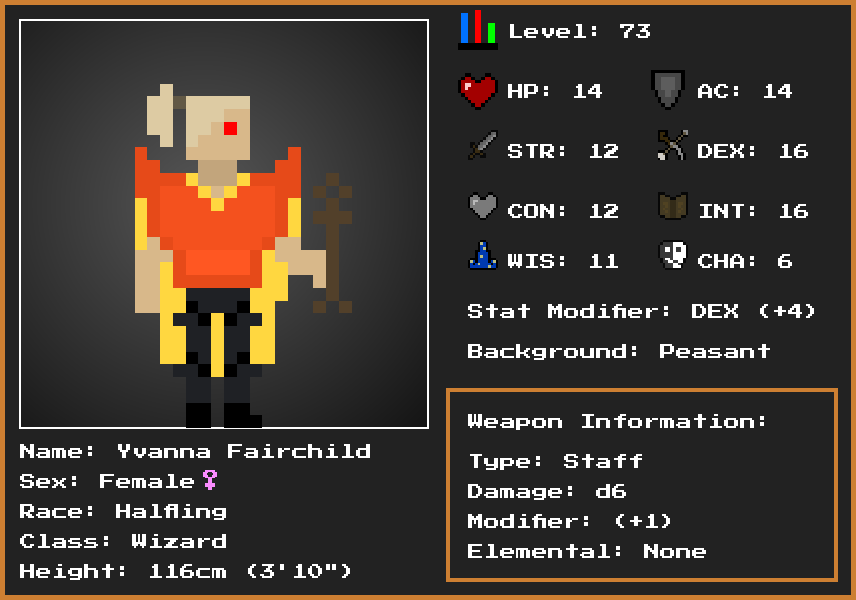 Level: 73
HP: 14 AC: 14
STR: 12 DEX: 16
CON: 12 INT: 16
WIS: 11 CHA: 6
Stat Modifier: DEX (+4)
Background: Peasant
Weapon Information:
Type: Staff
Damage: d6
Modifier: (+1)
Elemental: None
Name: Yvanna Fairchild
Sex: Female♀
Race: Halfling
Class: Wizard
Height: 116cm (3'10")